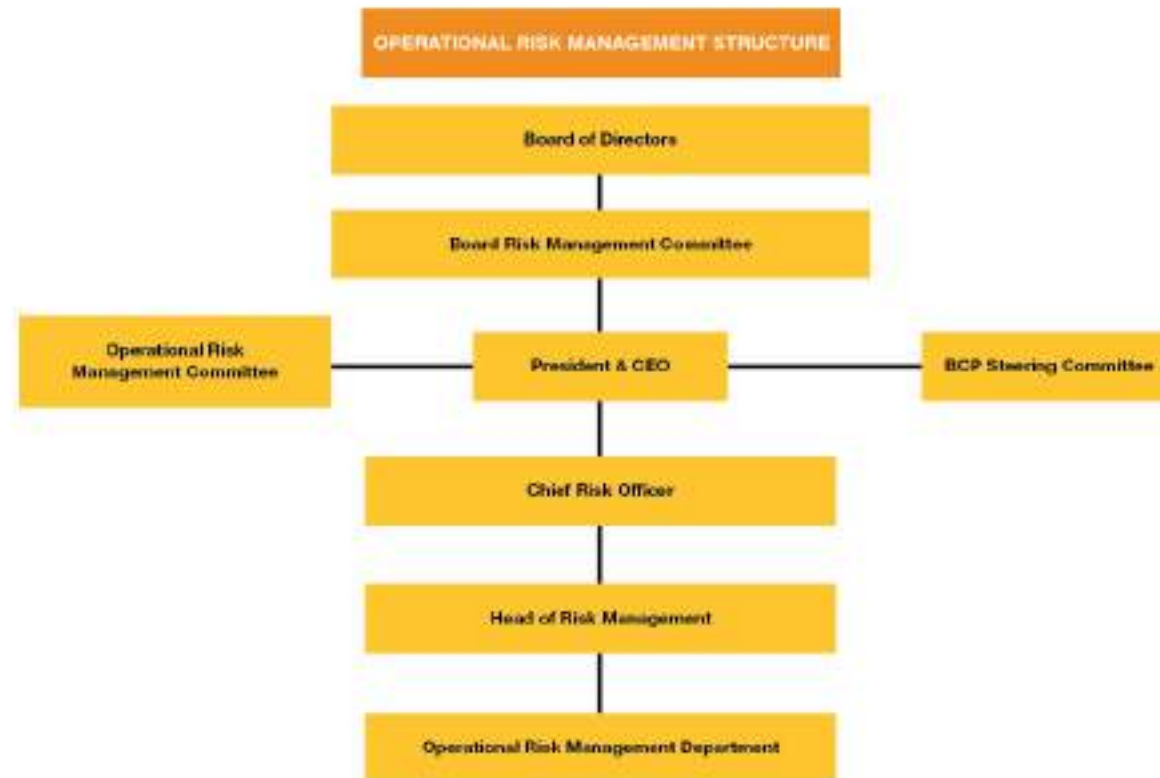 OPERATIONAL RISK MANAGEMENT STRUCTURE
Board of Directors
Board Risk Management Committee
Operational Risk
Management Committee
President & CEO
BCP Steering Committee
Chief Risk Officer
Head of Risk Management
Operational Risk Management Department